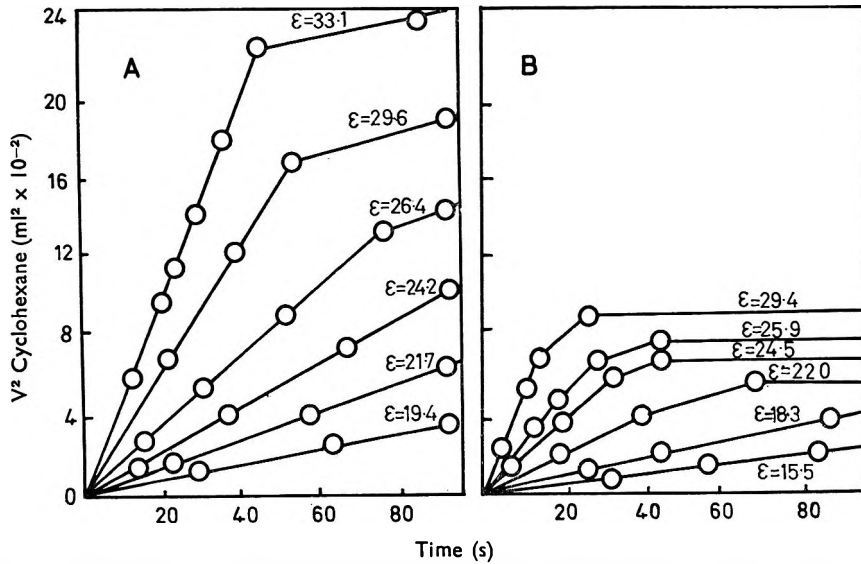 V² Cyclohexane (ml² × 10⁻²)
24
20
16
12
8
4
0
A
ε=33·1
ε=29·6
ε=26·4
ε=24·2
ε=21·7
ε=19·4
20
40
60
80
B
ε=29·4
ε=25·9
ε=24·5
ε=22 0
ε=18·3
ε=15·5
20
40
60
80
Time (s)